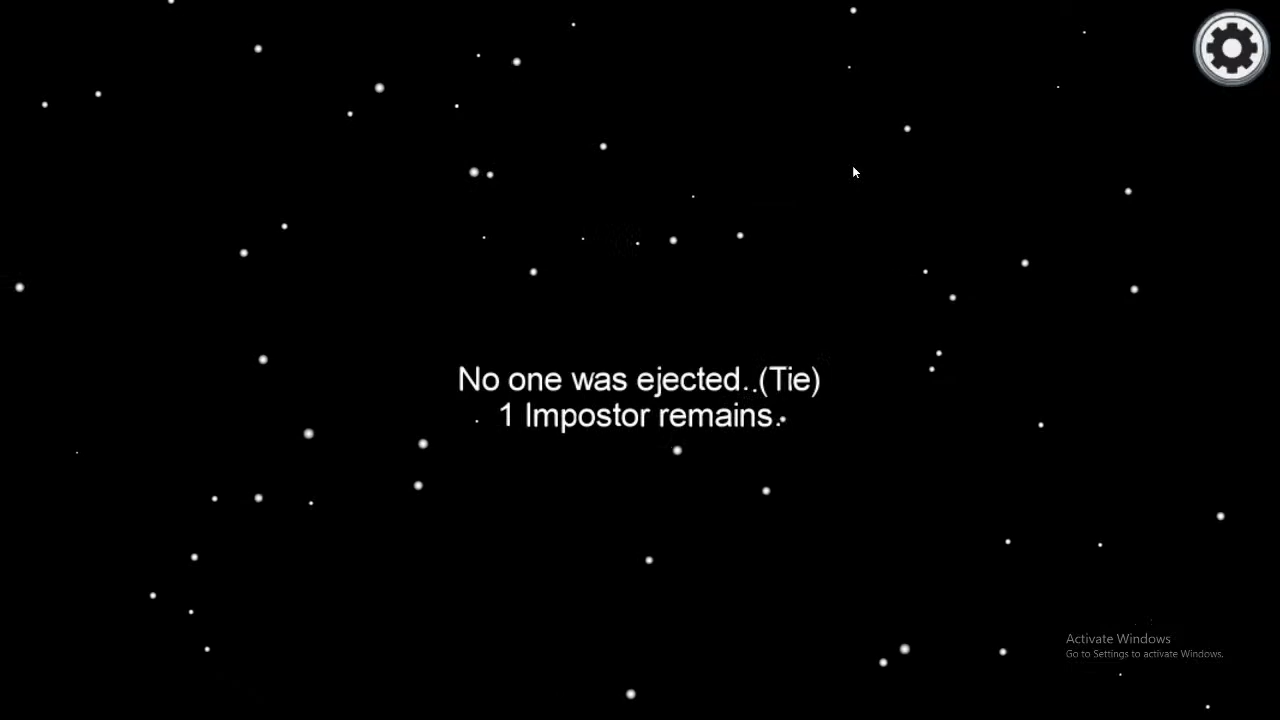 No one was ejected. (Tie)
1 Impostor remains.
Activate Windows
Go to Settings to activate Windows.